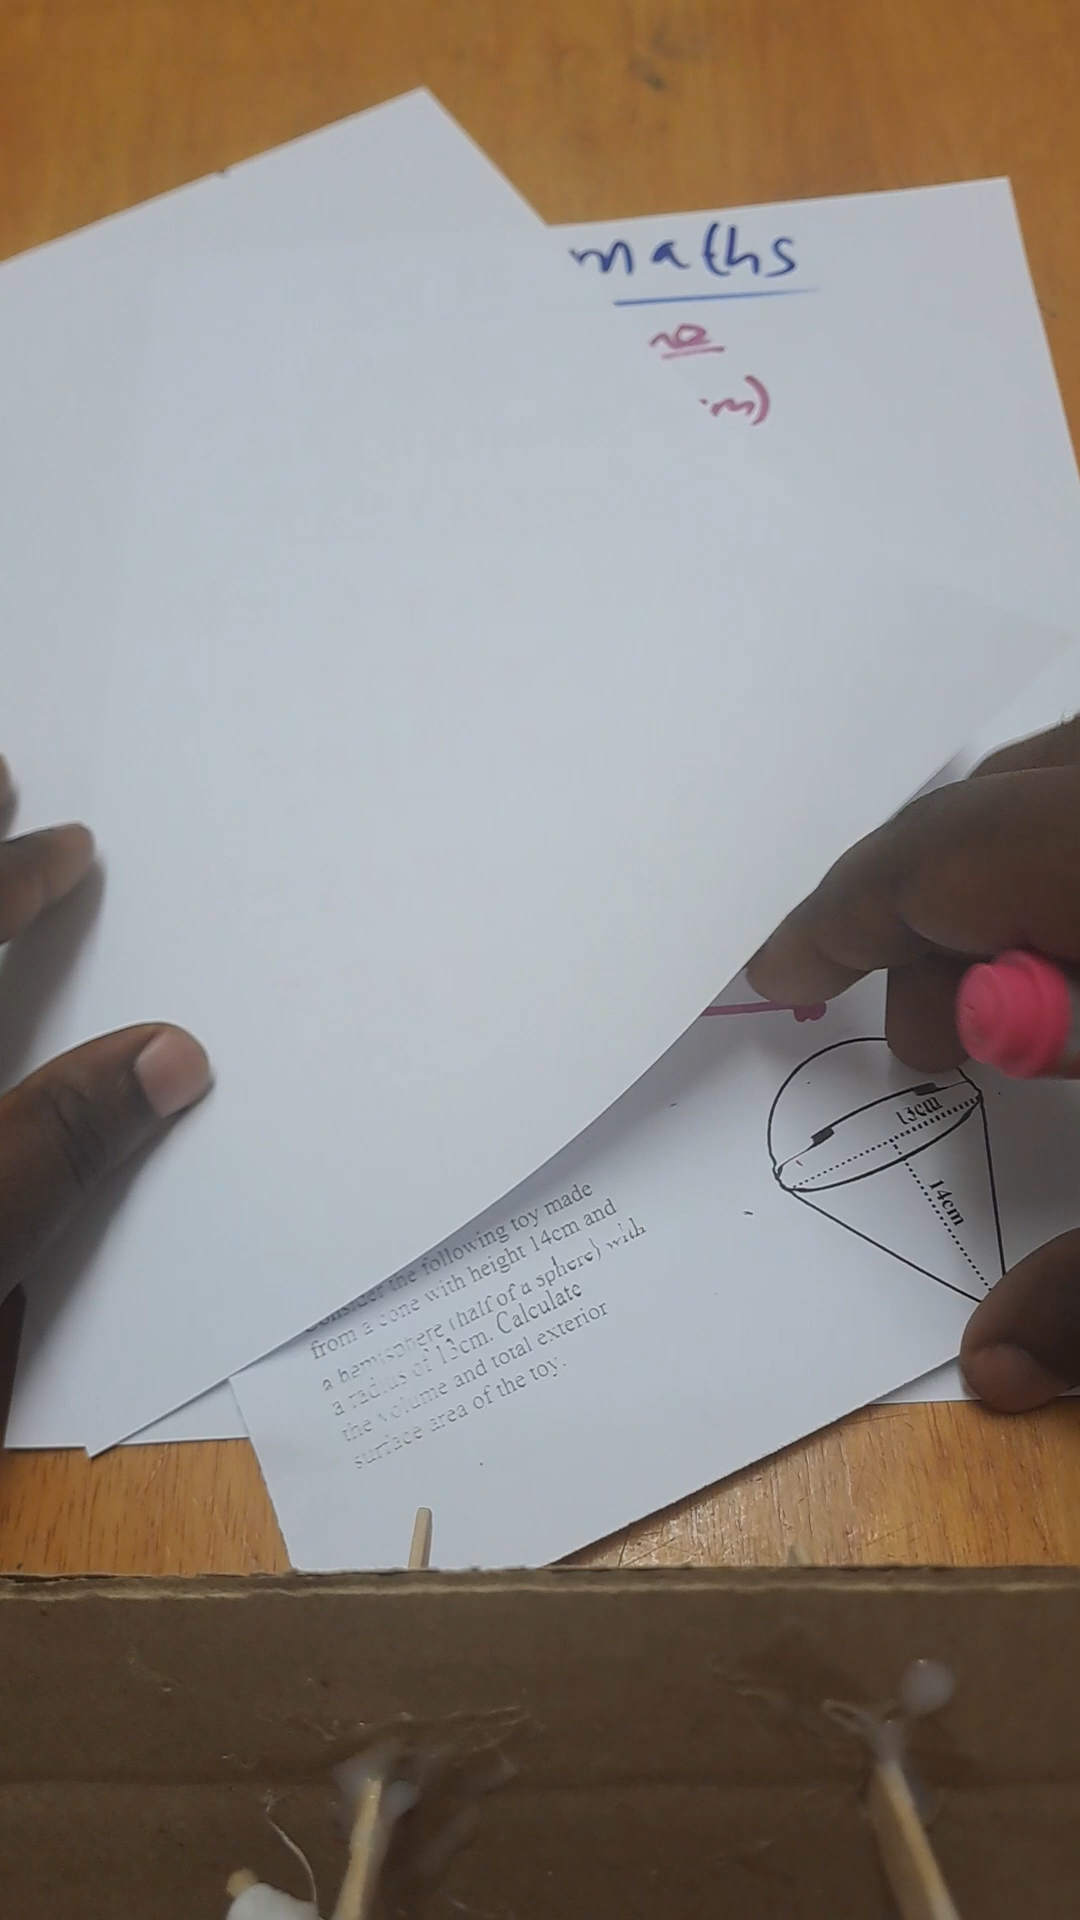 maths
the following toy made
from a cone with height 14cm and
a hemisphere (half of a sphere) with
a radius of 13cm. Calculate
the volume and total exterior
surface area of the toy.
13cm
14cm